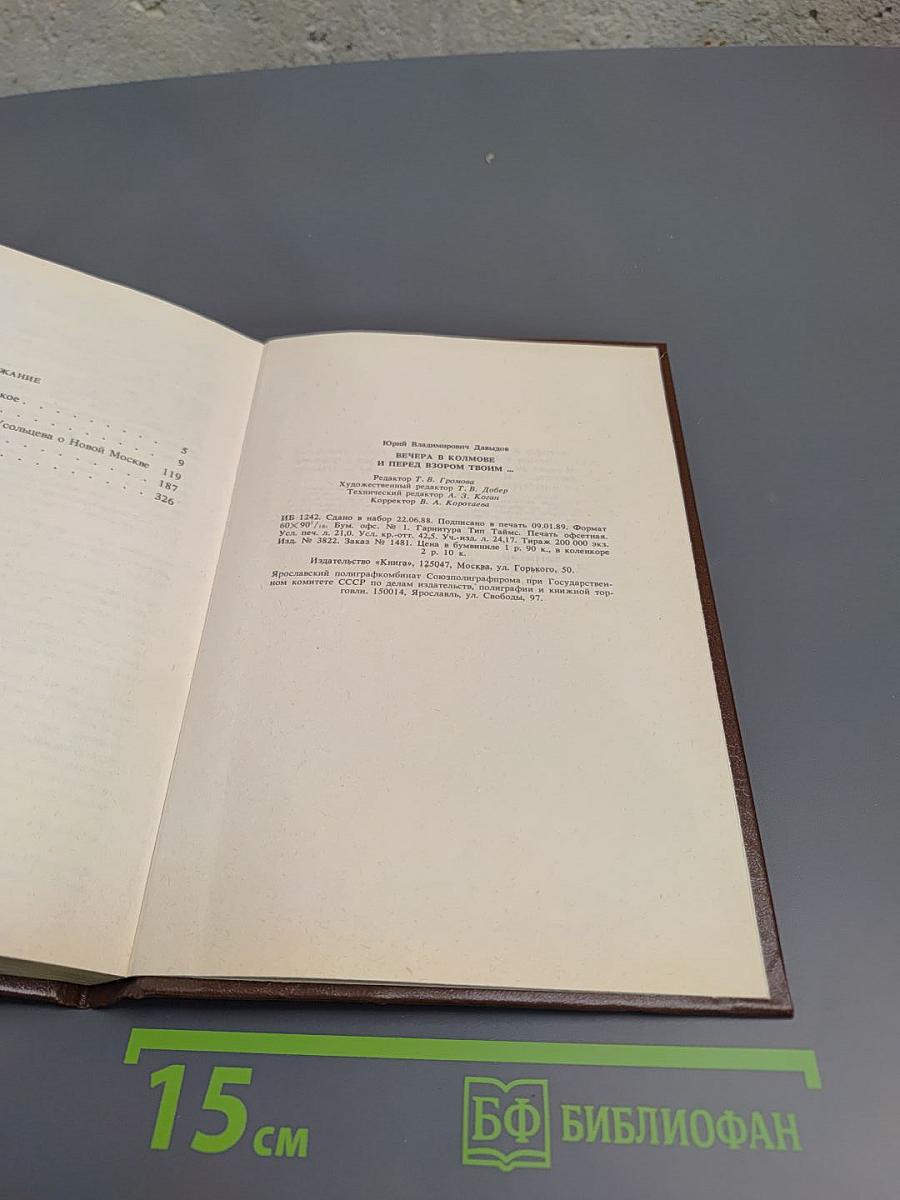 ЖАНИЕ
кое . . . . . . . . . 5
. . . . . . . . . 9
Усольцева о Новой Москве 119
. . . . . . . . . 187
. . . . . . . . . 326
Юрий Владимирович Давыдов
ВЕЧЕРА В КОЛМОВЕ
И ПЕРЕД ВЗОРОМ ТВОИМ ...
Редактор Т. В. Громова
Художественный редактор Т. В. Добер
Технический редактор А. З. Коган
Корректор В. А. Коротаева
ИБ 1242. Сдано в набор 22.06.88. Подписано в печать 09.01.89. Формат
60×90¹/₁₆. Бум. офс. № 1. Гарнитура Тип Таймс. Печать офсетная.
Усл. печ. л. 21,0. Усл. кр.-отт. 42,5. Уч.-изд. л. 24,17. Тираж 200 000 экз.
Изд. № 3822. Заказ № 1481. Цена в бумвиниле 1 р. 90 к., в коленкоре
2 р. 10 к.
Издательство «Книга», 125047, Москва, ул. Горького, 50.
Ярославский полиграфкомбинат Союзполиграфпрома при Государствен-
ном комитете СССР по делам издательств, полиграфии и книжной тор-
говли. 150014, Ярославль, ул. Свободы, 97.
15 см
БФ БИБЛИОФАН